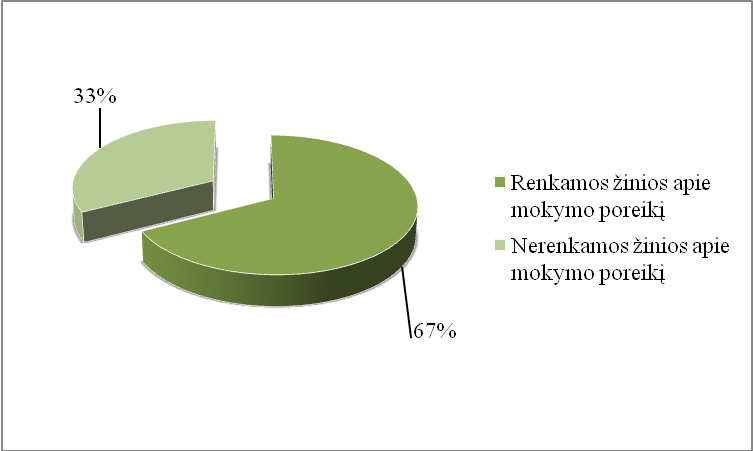 33%
67%
Renkamos žinios apie
mokymo poreikį
Nerenkamos žinios apie
mokymo poreikį